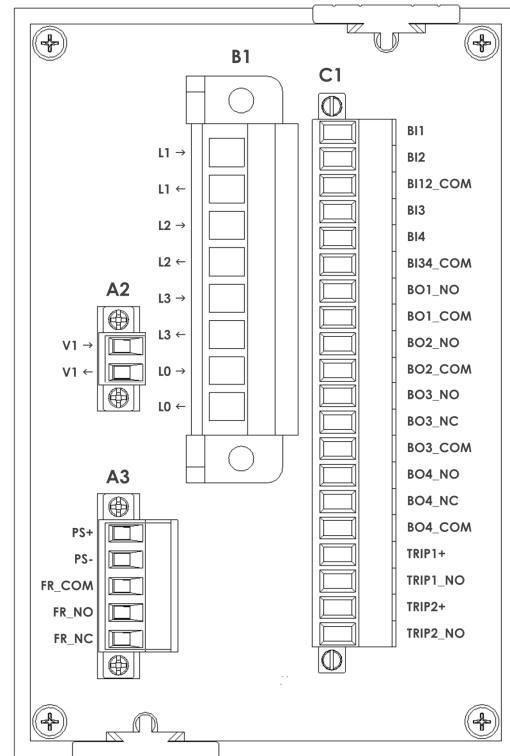 B1
L1 →
L1 ←
L2 →
L2 ←
L3 →
L3 ←
L0 →
L0 ←
C1
BI1
BI2
BI12_COM
BI3
BI4
BI34_COM
BO1_NO
BO1_COM
BO2_NO
BO2_COM
BO3_NO
BO3_NC
BO3_COM
BO4_NO
BO4_NC
BO4_COM
TRIP1+
TRIP1_NO
TRIP2+
TRIP2_NO
A2
V1 →
V1 ←
A3
PS+
PS-
FR_COM
FR_NO
FR_NC